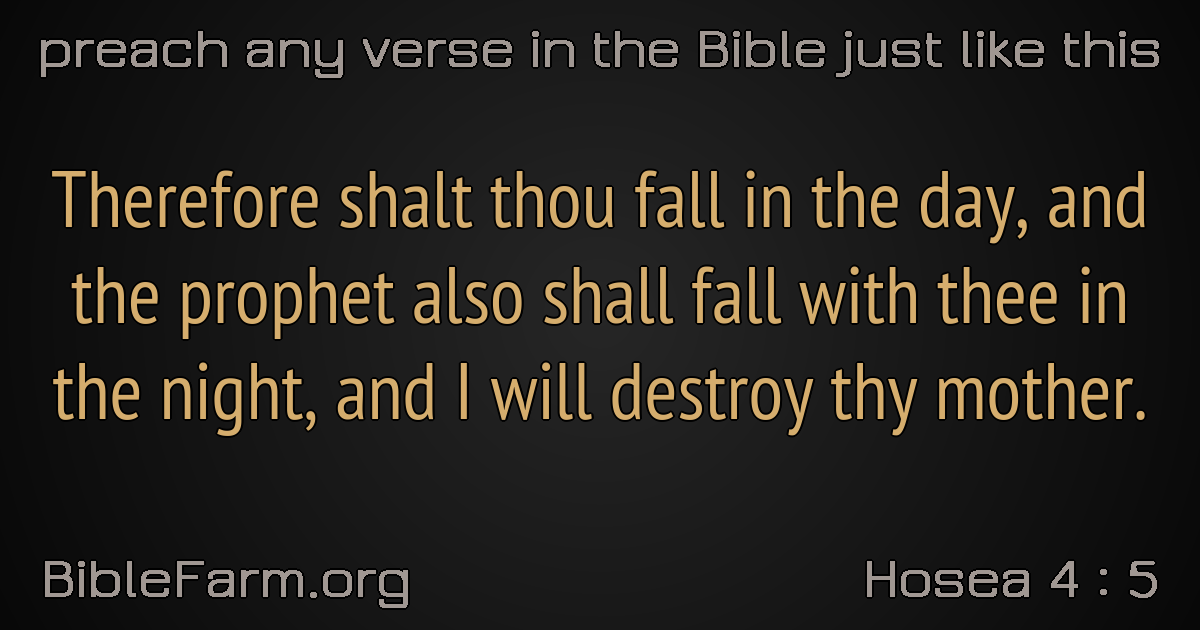 preach any verse in the Bible just like this
Therefore shalt thou fall in the day, and
the prophet also shall fall with thee in
the night, and I will destroy thy mother.
BibleFarm.org
Hosea 4 : 5